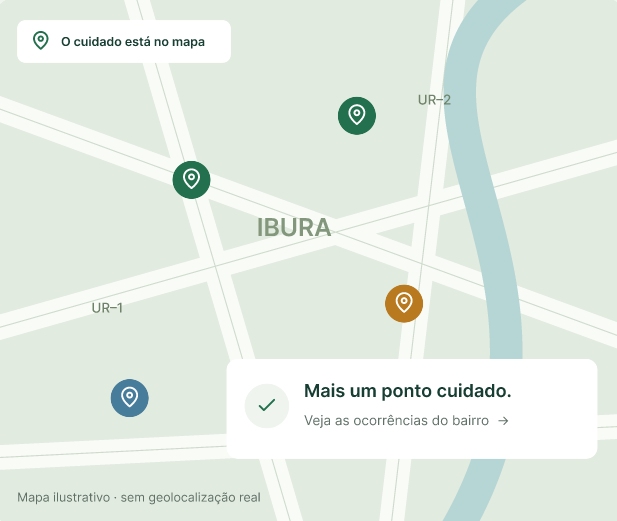 O cuidado está no mapa
UR–2
IBURA
UR–1
Mais um ponto cuidado.
Veja as ocorrências do bairro →
Mapa ilustrativo · sem geolocalização real